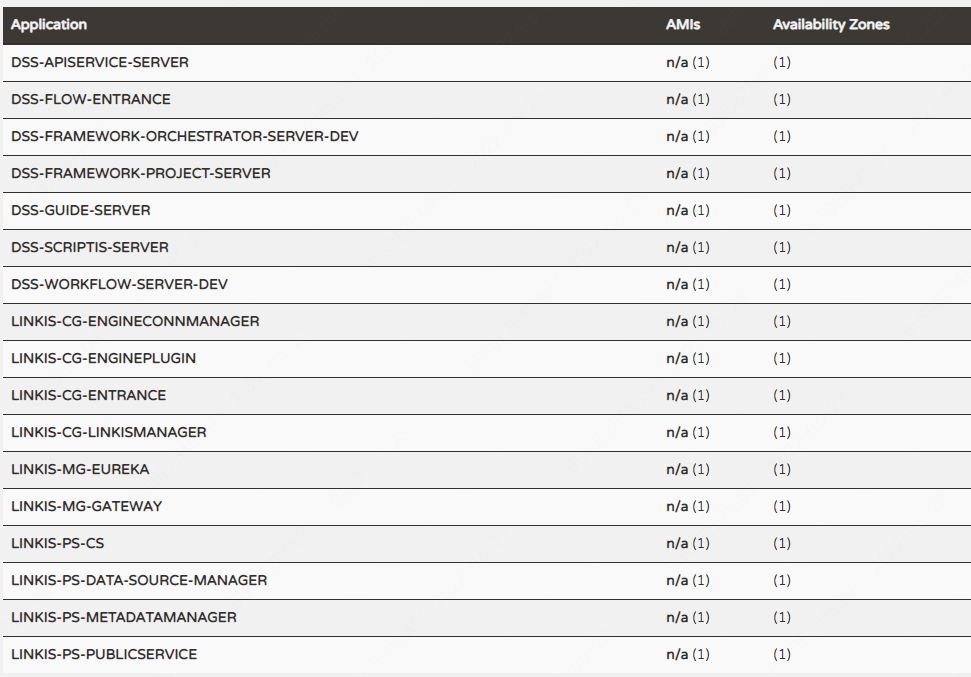 Application AMIs Availability Zones
DSS-APISERVICE-SERVER n/a (1) (1)
DSS-FLOW-ENTRANCE n/a (1) (1)
DSS-FRAMEWORK-ORCHESTRATOR-SERVER-DEV n/a (1) (1)
DSS-FRAMEWORK-PROJECT-SERVER n/a (1) (1)
DSS-GUIDE-SERVER n/a (1) (1)
DSS-SCRIPTIS-SERVER n/a (1) (1)
DSS-WORKFLOW-SERVER-DEV n/a (1) (1)
LINKIS-CG-ENGINECONNMANAGER n/a (1) (1)
LINKIS-CG-ENGINEPLUGIN n/a (1) (1)
LINKIS-CG-ENTRANCE n/a (1) (1)
LINKIS-CG-LINKISMANAGER n/a (1) (1)
LINKIS-MG-EUREKA n/a (1) (1)
LINKIS-MG-GATEWAY n/a (1) (1)
LINKIS-PS-CS n/a (1) (1)
LINKIS-PS-DATA-SOURCE-MANAGER n/a (1) (1)
LINKIS-PS-METADATAMANAGER n/a (1) (1)
LINKIS-PS-PUBLICSERVICE n/a (1) (1)